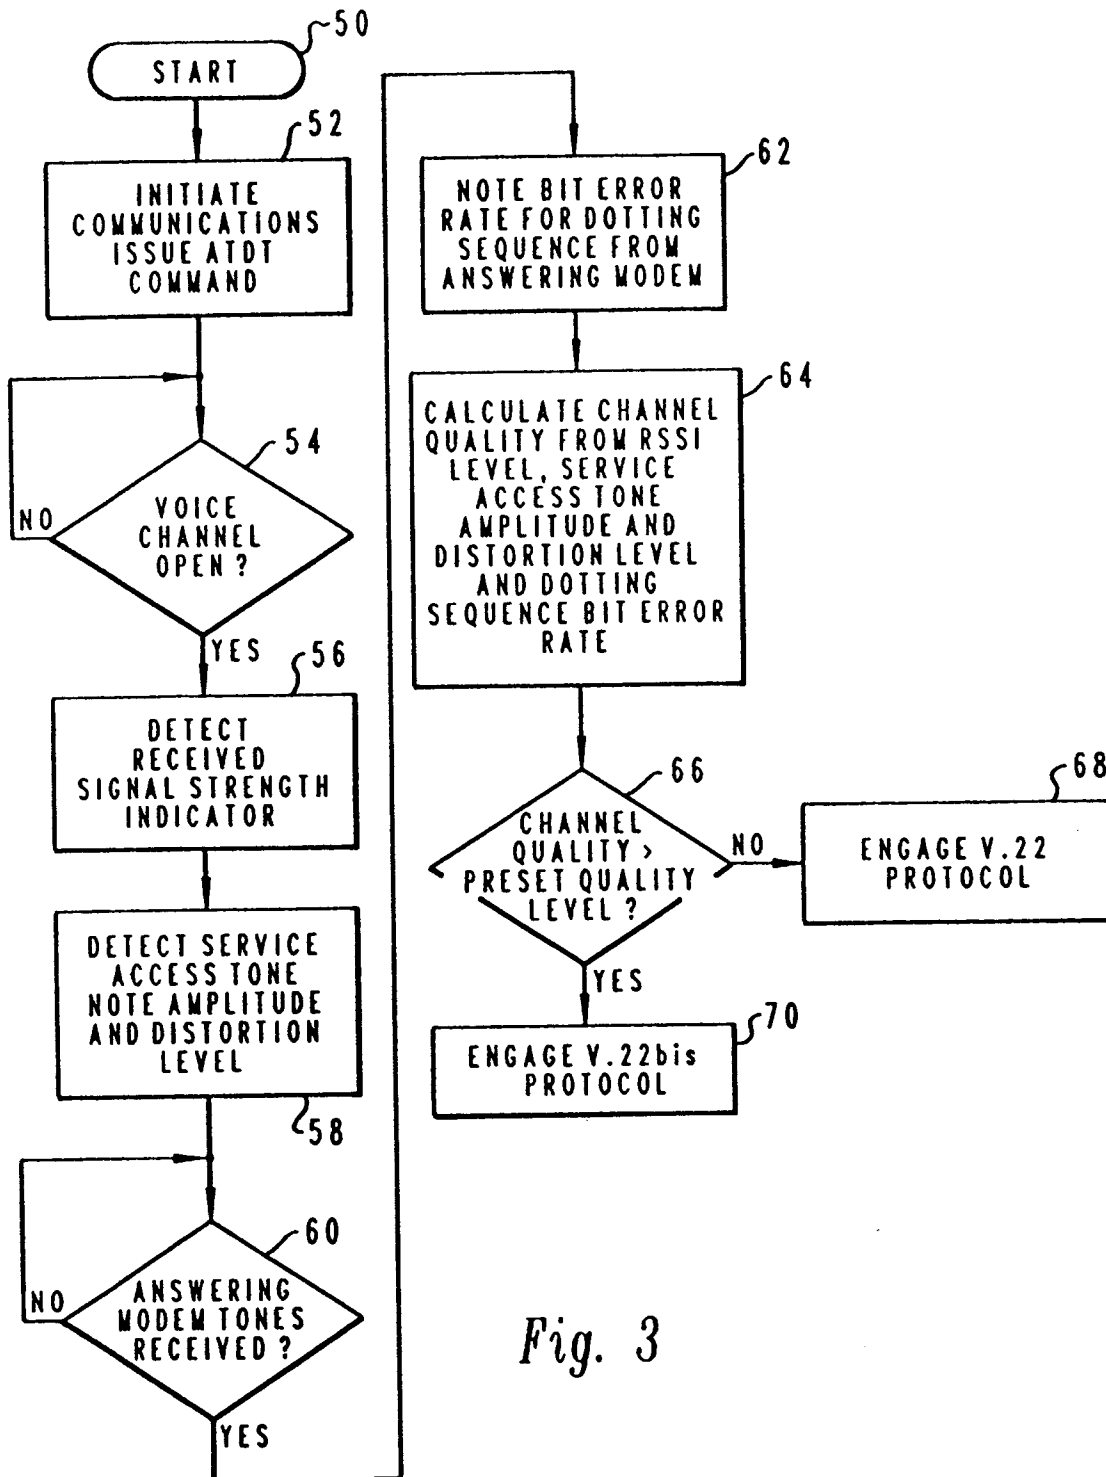 50
START
52
INITIATE
COMMUNICATIONS
ISSUE ATDT
COMMAND
54
VOICE
CHANNEL
OPEN ?
NO
YES
56
DETECT
RECEIVED
SIGNAL STRENGTH
INDICATOR
DETECT SERVICE
ACCESS TONE
NOTE AMPLITUDE
AND DISTORTION
LEVEL
58
60
ANSWERING
MODEM TONES
RECEIVED ?
NO
YES
62
NOTE BIT ERROR
RATE FOR DOTTING
SEQUENCE FROM
ANSWERING MODEM
64
CALCULATE CHANNEL
QUALITY FROM RSSI
LEVEL, SERVICE
ACCESS TONE
AMPLITUDE AND
DISTORTION LEVEL
AND DOTTING
SEQUENCE BIT ERROR
RATE
66
CHANNEL
QUALITY >
PRESET QUALITY
LEVEL ?
NO
YES
68
ENGAGE V.22
PROTOCOL
70
ENGAGE V.22bis
PROTOCOL
Fig. 3